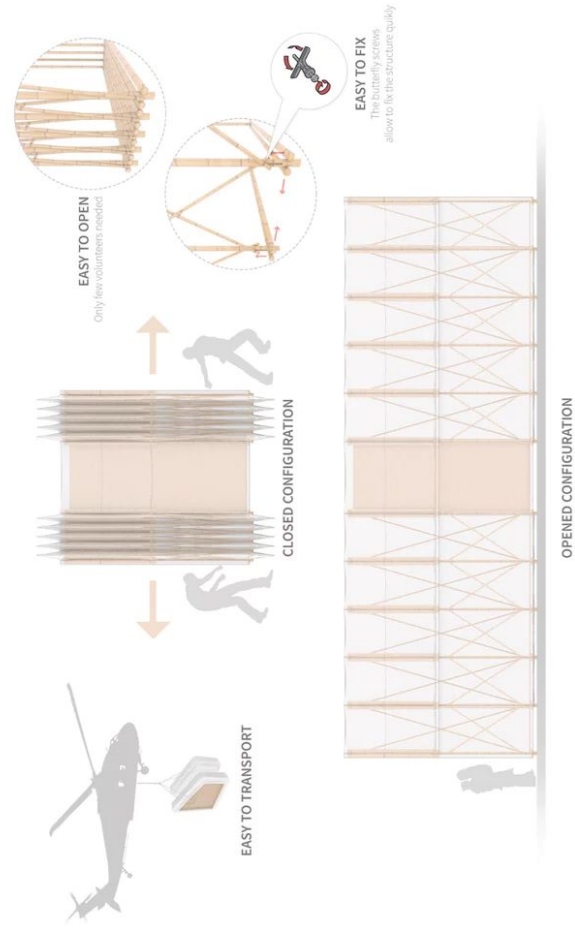 EASY TO TRANSPORT
CLOSED CONFIGURATION
EASY TO OPEN
Only few volunteers needed
EASY TO FIX
The butterfly screws
allow to fix the structure quikly
OPENED CONFIGURATION